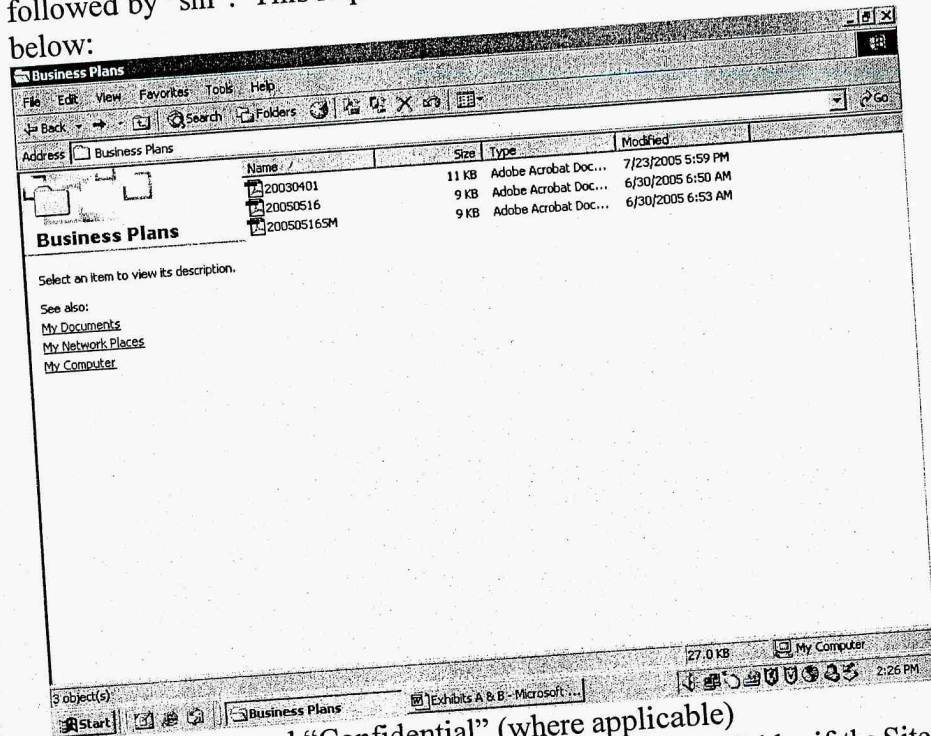 followed by "sm".
below:
Business Plans
File Edit View Favorites Tools Help
Back Search Folders
Address Business Plans Go
Name Size Type Modified
20030401 11 KB Adobe Acrobat Doc... 7/23/2005 5:59 PM
20050516 9 KB Adobe Acrobat Doc... 6/30/2005 6:50 AM
20050516SM 9 KB Adobe Acrobat Doc... 6/30/2005 6:53 AM
Business Plans
Select an item to view its description.
See also:
My Documents
My Network Places
My Computer
3 object(s) 27.0 KB My Computer
Start Business Plans Exhibits A & B - Microsoft ... 2:26 PM
"Confidential" (where applicable)
if the Site